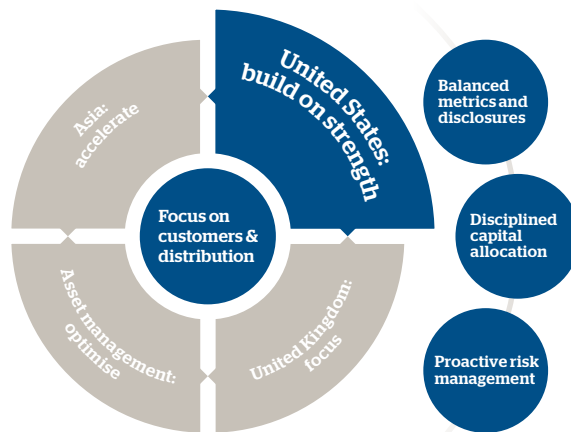 United States:
build on strength
Asia:
accelerate
Focus on
customers &
distribution
Asset management:
optimise
United Kingdom:
focus
Balanced
metrics and
disclosures
Disciplined
capital
allocation
Proactive risk
management